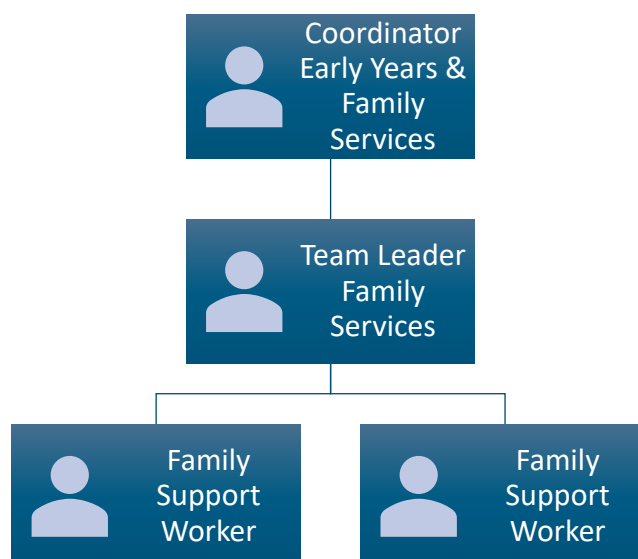 Coordinator
Early Years &
Family
Services
Team Leader
Family
Services
Family
Support
Worker
Family
Support
Worker